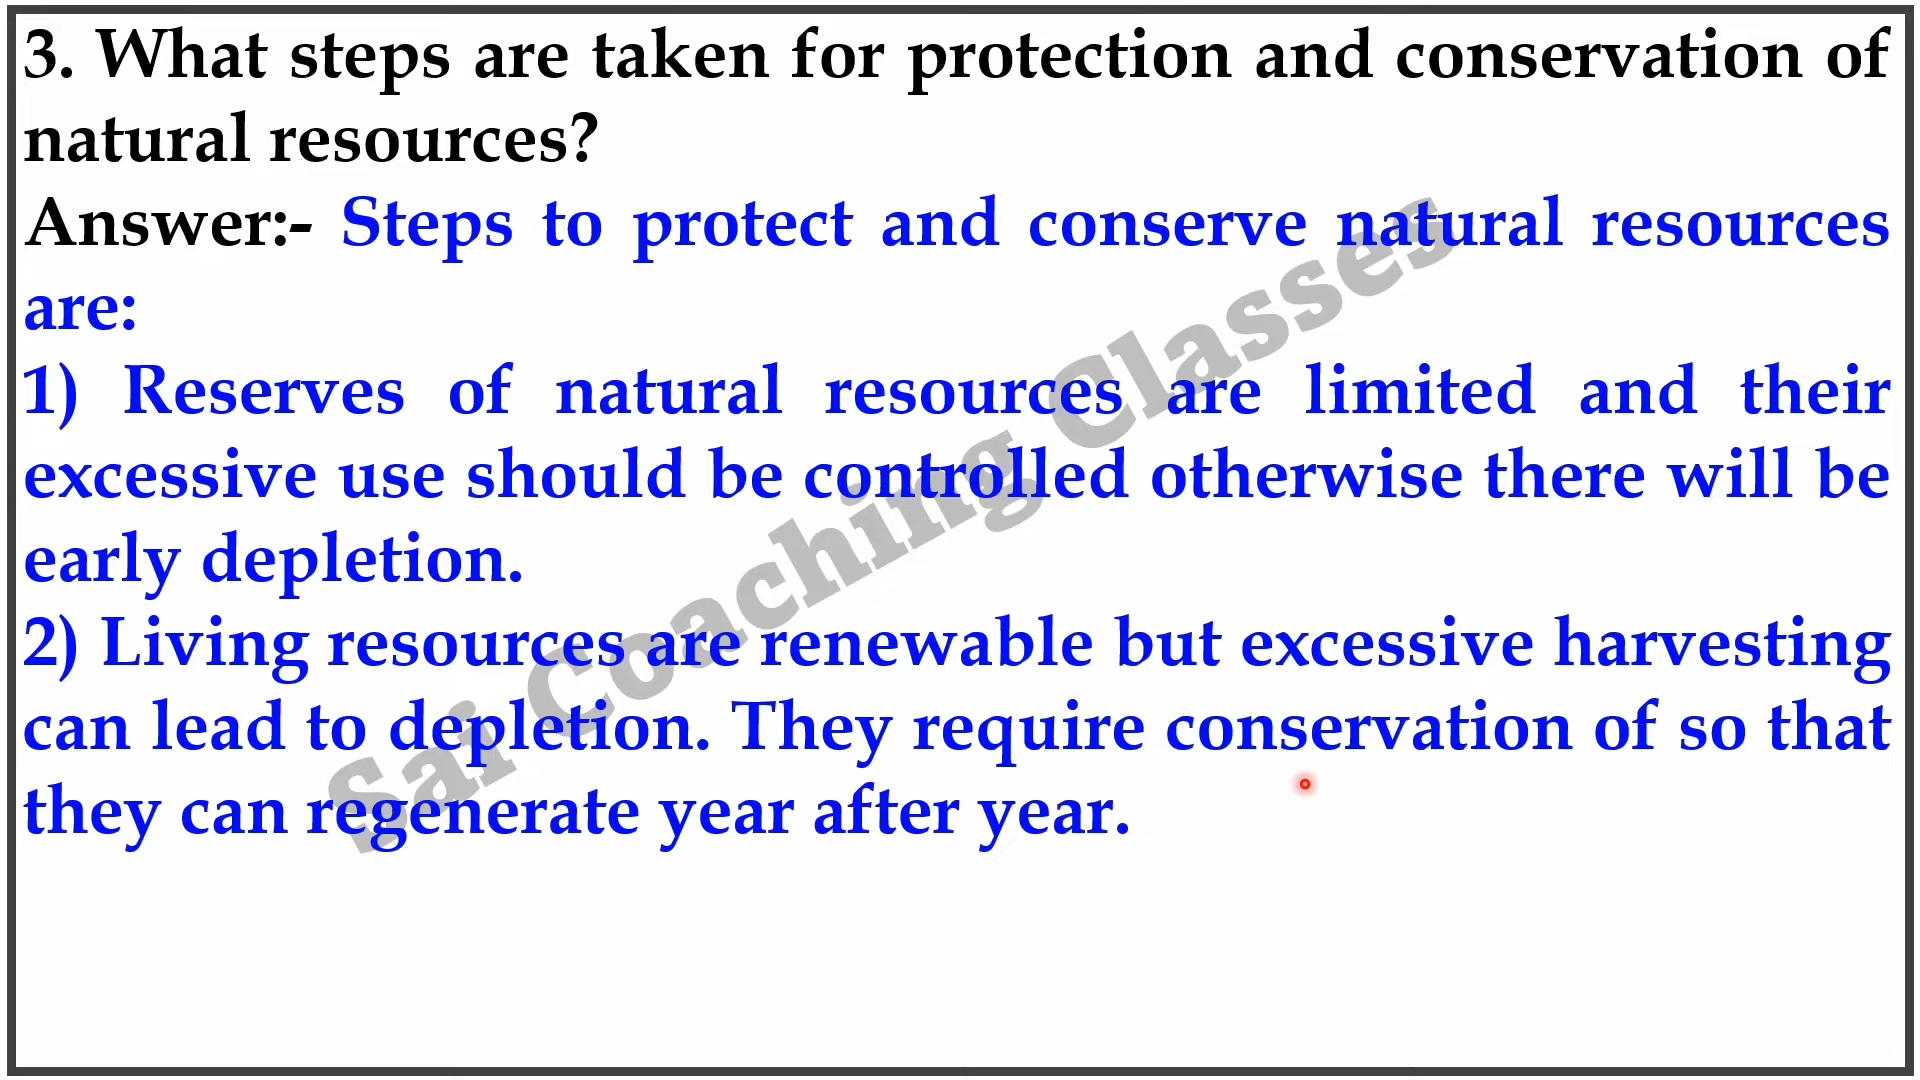 3. What steps are taken for protection and conservation of
natural resources?
Answer:- Steps to protect and conserve natural resources
are:
1) Reserves of natural resources are limited and their
excessive use should be controlled otherwise there will be
early depletion.
2) Living resources are renewable but excessive harvesting
can lead to depletion. They require conservation of so that
they can regenerate year after year.
Sai Coaching Classes